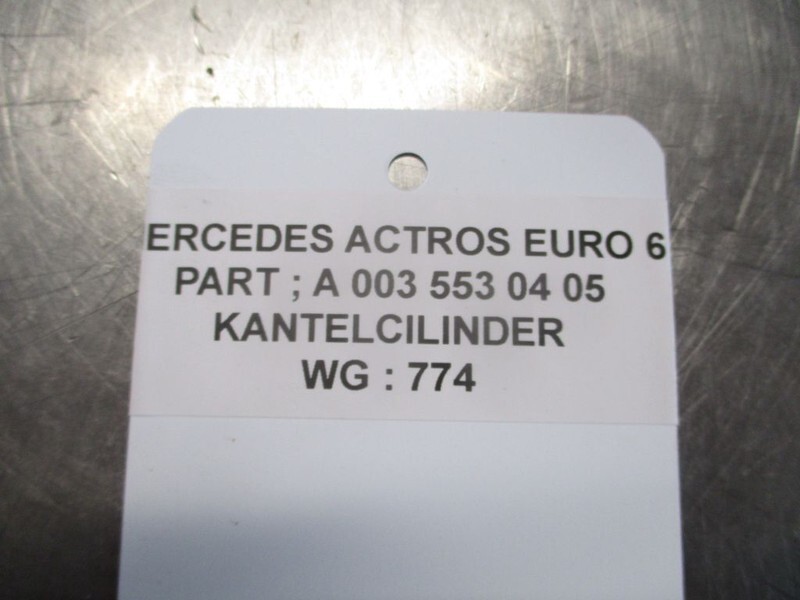 ERCEDES ACTROS EURO 6
PART ; A 003 553 04 05
KANTELCILINDER
WG : 774